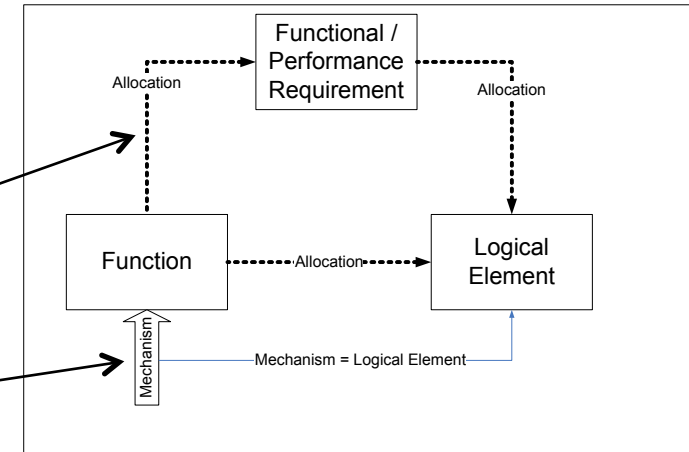 Functional /
Performance
Requirement
Allocation
Allocation
Function
Allocation
Logical
Element
Mechanism
Mechanism = Logical Element